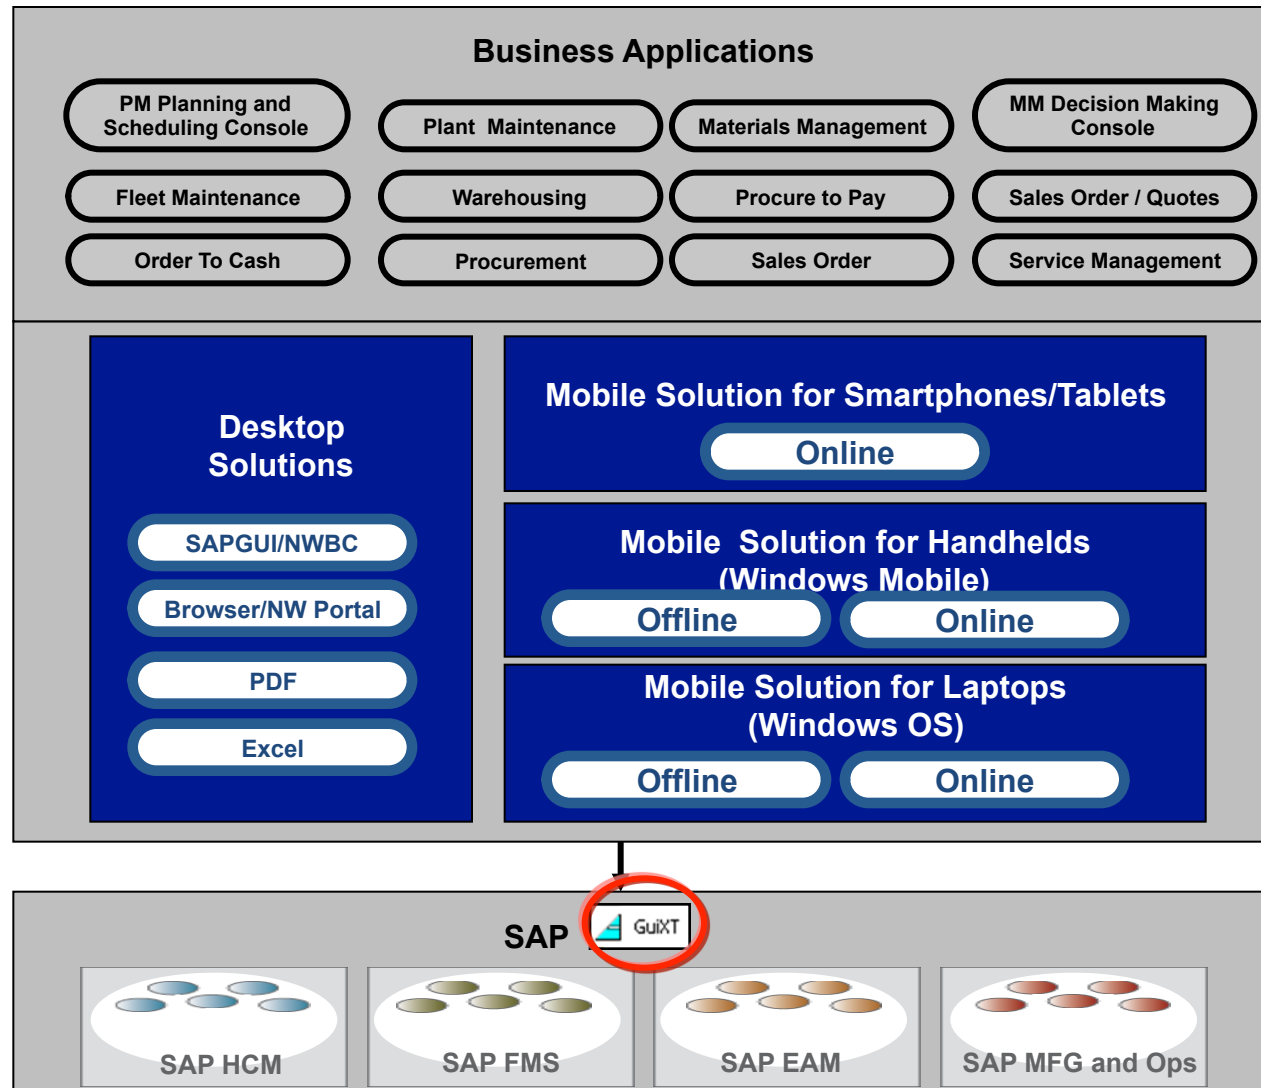 Business Applications
PM Planning and
Scheduling Console
Plant Maintenance
Materials Management
MM Decision Making
Console
Fleet Maintenance
Warehousing
Procure to Pay
Sales Order / Quotes
Order To Cash
Procurement
Sales Order
Service Management
Desktop
Solutions
SAPGUI/NWBC
Browser/NW Portal
PDF
Excel
Mobile Solution for Smartphones/Tablets
Online
Mobile Solution for Handhelds
(Windows Mobile)
Offline
Online
Mobile Solution for Laptops
(Windows OS)
Offline
Online
SAP
GuiXT
SAP HCM
SAP FMS
SAP EAM
SAP MFG and Ops